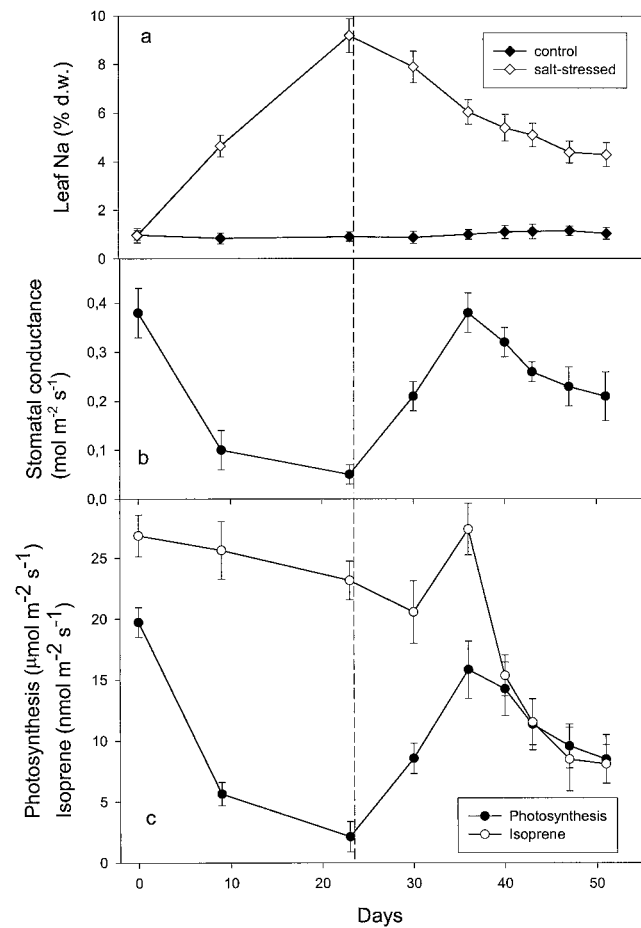 a
control
salt-stressed
Leaf Na (% d.w.)
10
8
6
4
2
0
b
Stomatal conductance
(mol m⁻² s⁻¹)
0,4
0,3
0,2
0,1
0,0
c
Photosynthesis (μmol m⁻² s⁻¹)
Isoprene (nmol m⁻² s⁻¹)
25
20
15
10
5
0
Photosynthesis
Isoprene
0 10 20 30 40 50
Days